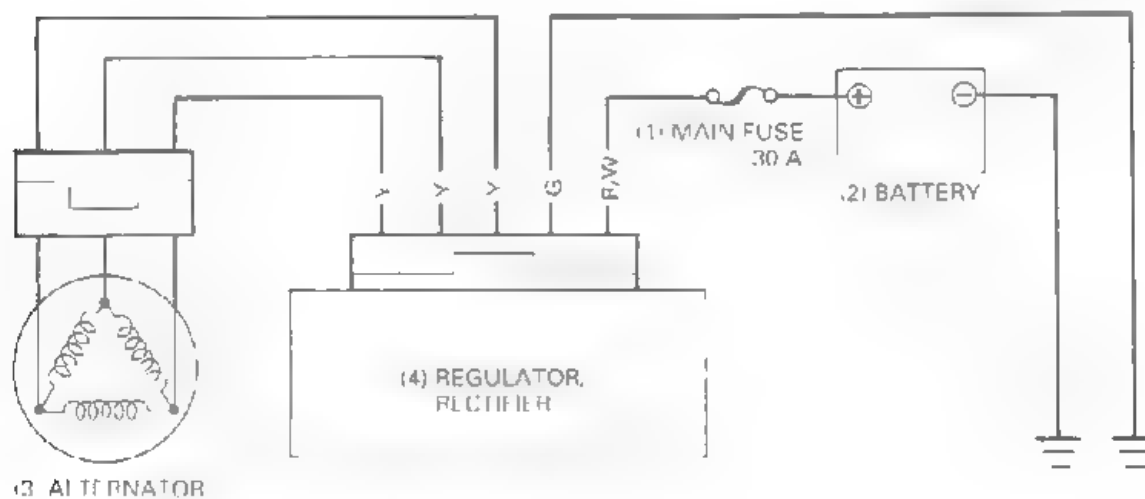 (1) MAIN FUSE
30 A
(2) BATTERY
Y Y Y G R/W
(4) REGULATOR,
RECTIFIER
(3 ALTERNATOR